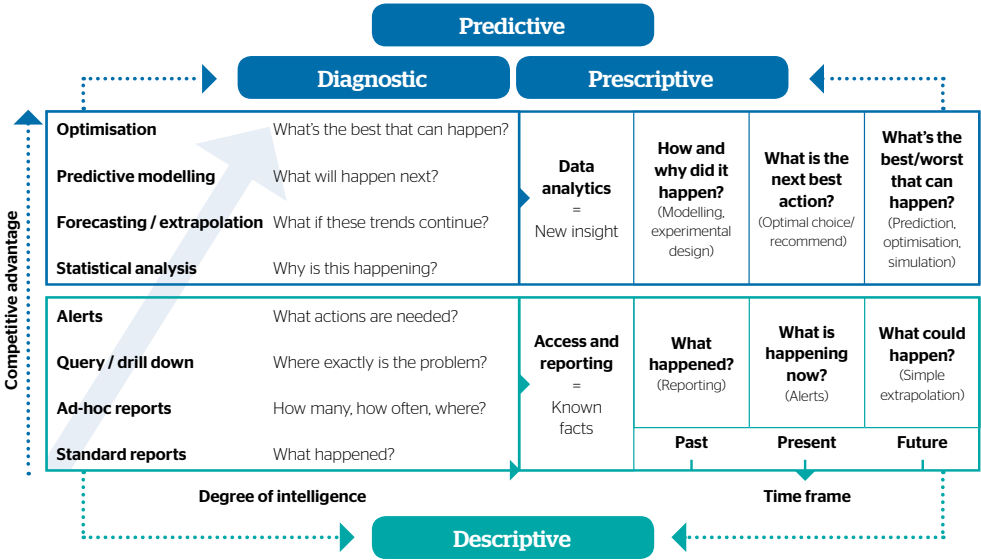 Predictive
Diagnostic
Prescriptive
Competitive advantage
Optimisation What's the best that can happen?
Predictive modelling What will happen next?
Forecasting / extrapolation What if these trends continue?
Statistical analysis Why is this happening?
Data
analytics
=
New insight
How and
why did it
happen?
(Modelling,
experimental
design)
What is the
next best
action?
(Optimal choice/
recommend)
What's the
best/worst
that can
happen?
(Prediction,
optimisation,
simulation)
Alerts What actions are needed?
Query / drill down Where exactly is the problem?
Ad-hoc reports How many, how often, where?
Standard reports What happened?
Access and
reporting
=
Known
facts
What
happened?
(Reporting)
What is
happening
now?
(Alerts)
What could
happen?
(Simple
extrapolation)
Past
Present
Future
Degree of intelligence
Time frame
Descriptive